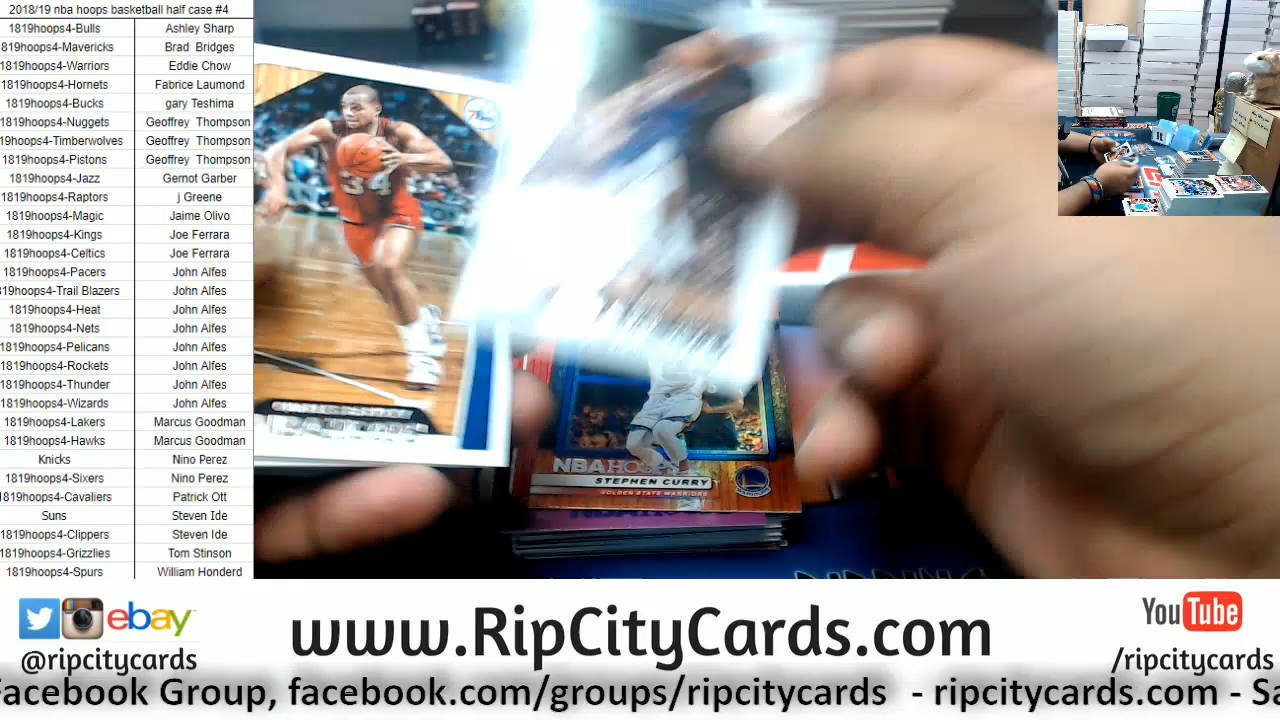 2018/19 nba hoops basketball half case #4
1819hoops4-Bulls Ashley Sharp
819hoops4-Mavericks Brad Bridges
1819hoops4-Warriors Eddie Chow
1819hoops4-Hornets Fabrice Laumond
1819hoops4-Bucks gary Teshima
1819hoops4-Nuggets Geoffrey Thompson
819hoops4-Timberwolves Geoffrey Thompson
1819hoops4-Pistons Geoffrey Thompson
1819hoops4-Jazz Gernot Garber
1819hoops4-Raptors j Greene
1819hoops4-Magic Jaime Olivo
1819hoops4-Kings Joe Ferrara
1819hoops4-Celtics Joe Ferrara
1819hoops4-Pacers John Alfes
819hoops4-Trail Blazers John Alfes
1819hoops4-Heat John Alfes
1819hoops4-Nets John Alfes
1819hoops4-Pelicans John Alfes
1819hoops4-Rockets John Alfes
1819hoops4-Thunder John Alfes
1819hoops4-Wizards John Alfes
1819hoops4-Lakers Marcus Goodman
1819hoops4-Hawks Marcus Goodman
Knicks Nino Perez
1819hoops4-Sixers Nino Perez
1819hoops4-Cavaliers Patrick Ott
Suns Steven Ide
1819hoops4-Clippers Steven Ide
1819hoops4-Grizzlies Tom Stinson
1819hoops4-Spurs William Honderd
34
NBA HOOPS
STEPHEN CURRY
GOLDEN STATE WARRIORS
ebay
@ripcitycards
www.RipCityCards.com
YouTube
/ripcitycards
Facebook Group, facebook.com/groups/ripcitycards - ripcitycards.com - Sa